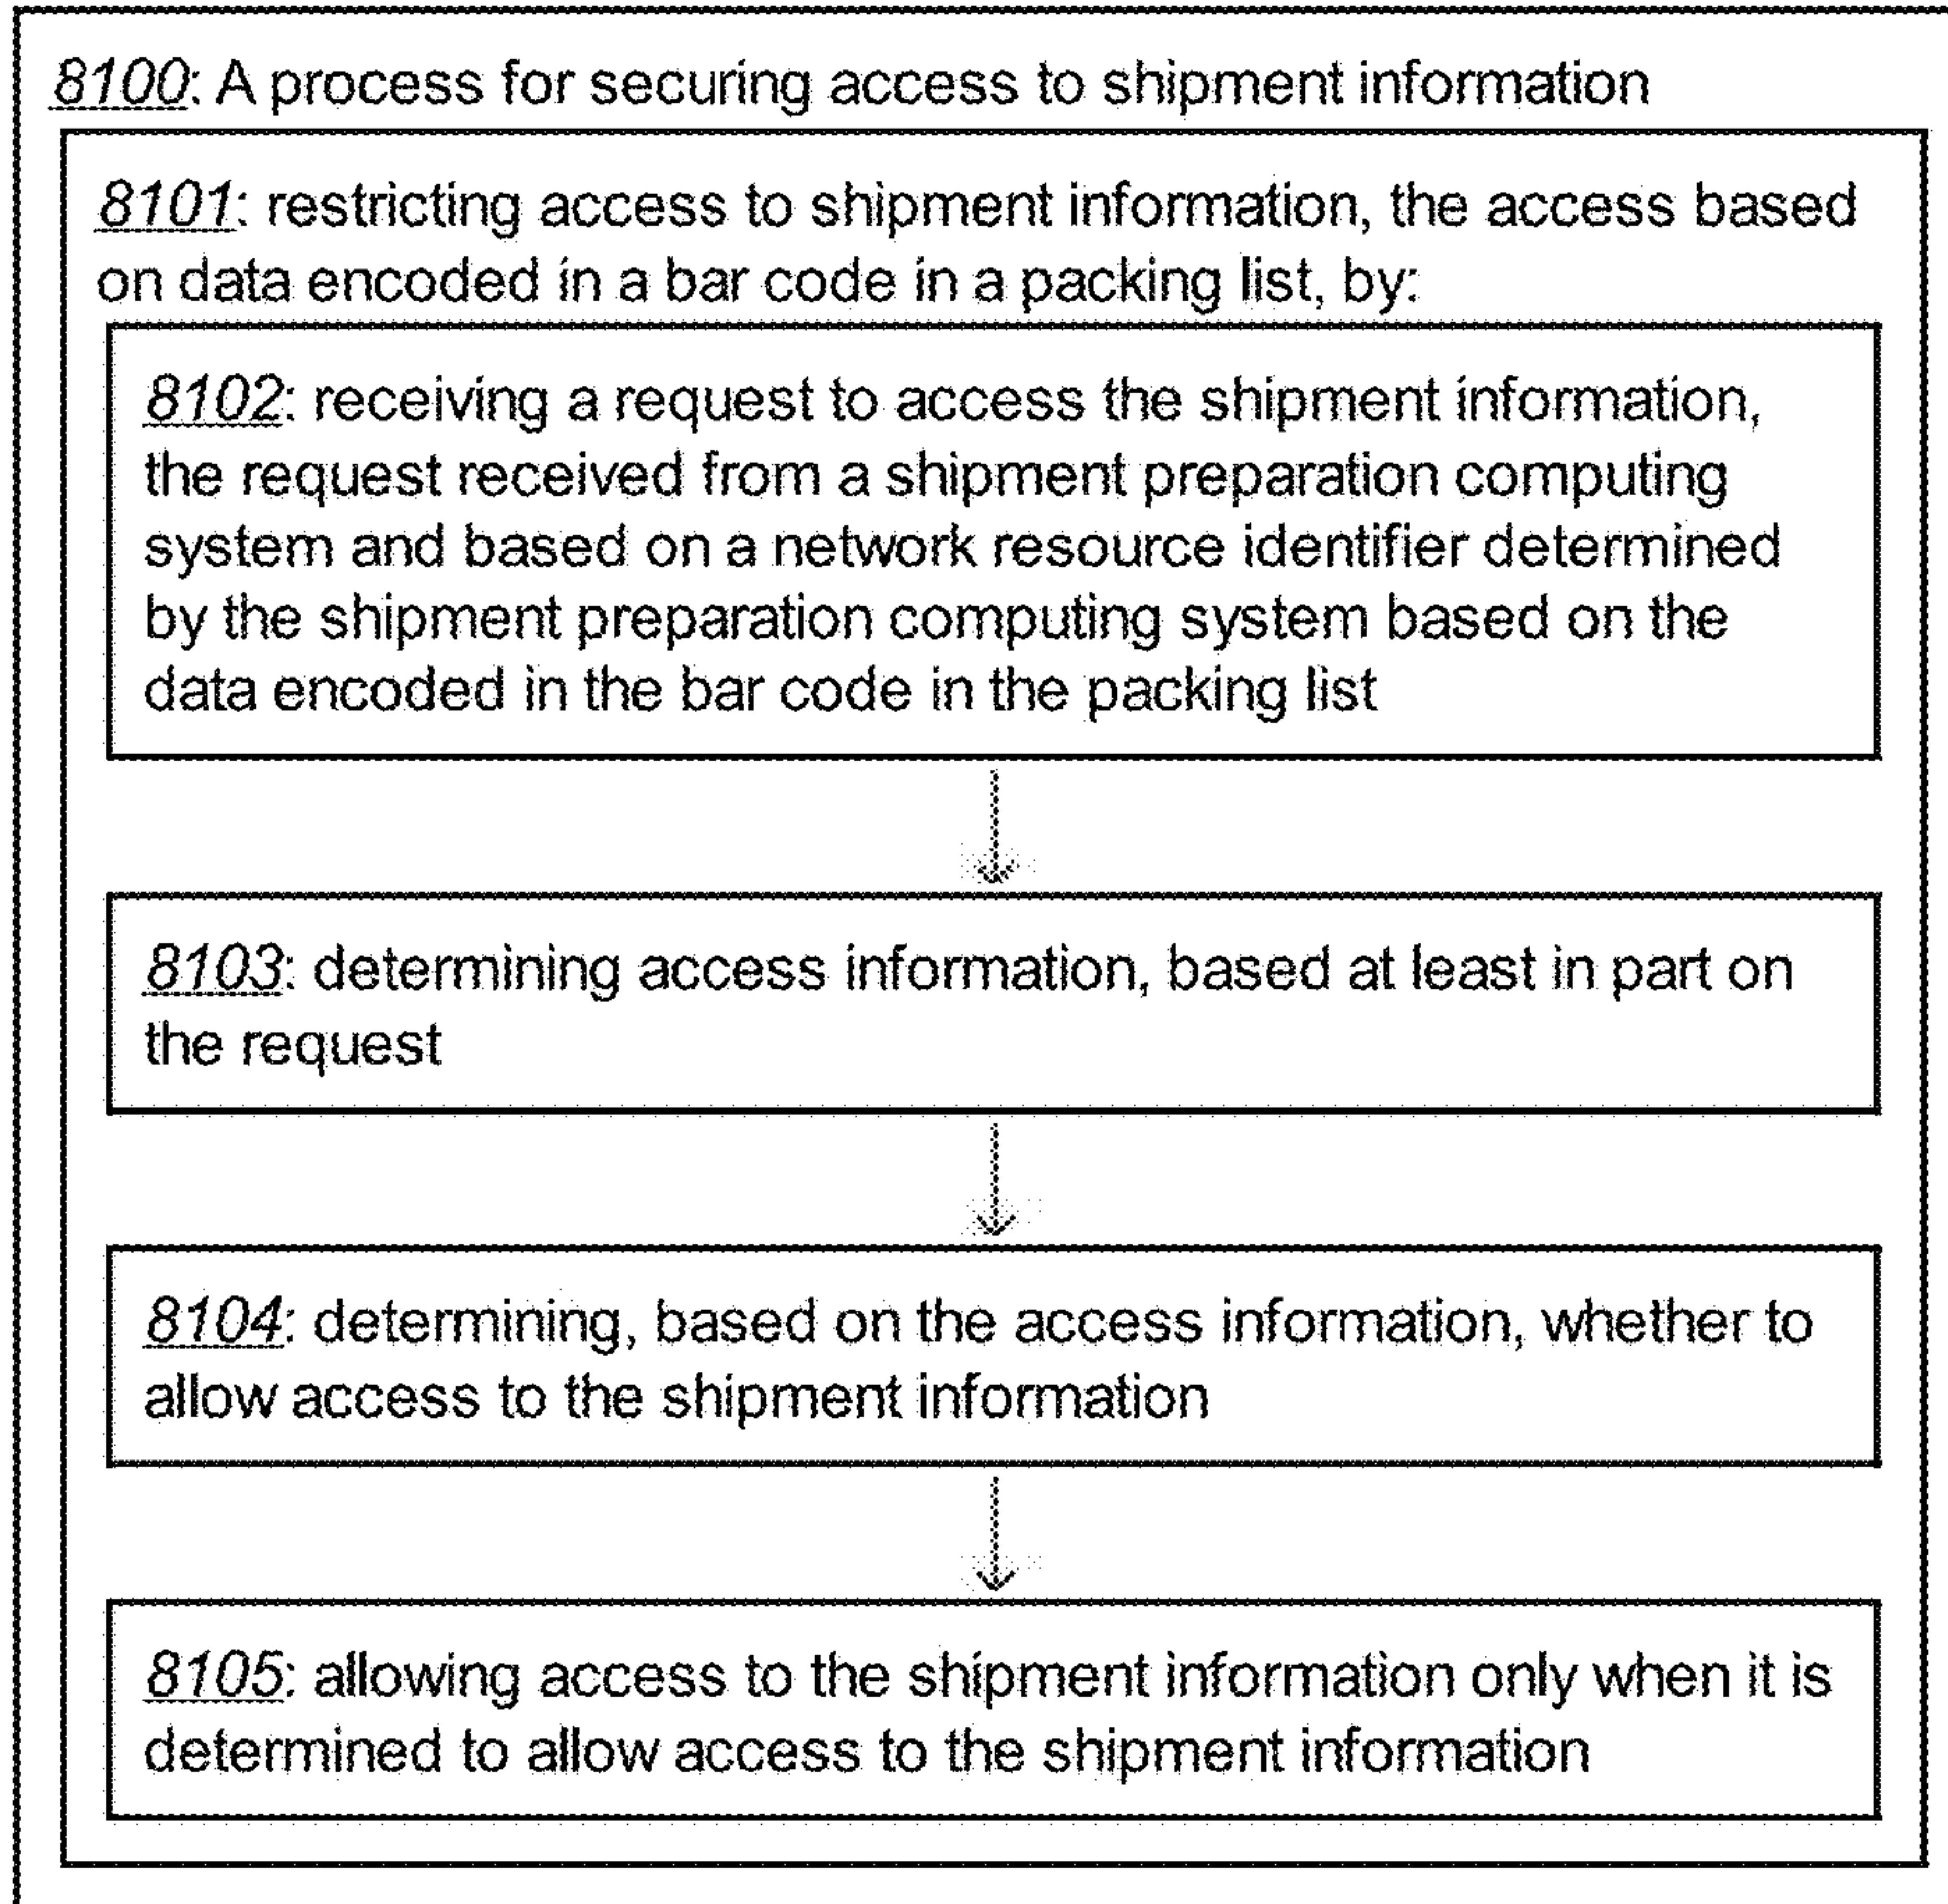 8100: A process for securing access to shipment information
8101: restricting access to shipment information, the access based
on data encoded in a bar code in a packing list, by:
8102: receiving a request to access the shipment information,
the request received from a shipment preparation computing
system and based on a network resource identifier determined
by the shipment preparation computing system based on the
data encoded in the bar code in the packing list
8103: determining access information, based at least in part on
the request
8104: determining, based on the access information, whether to
allow access to the shipment information
8105: allowing access to the shipment information only when it is
determined to allow access to the shipment information